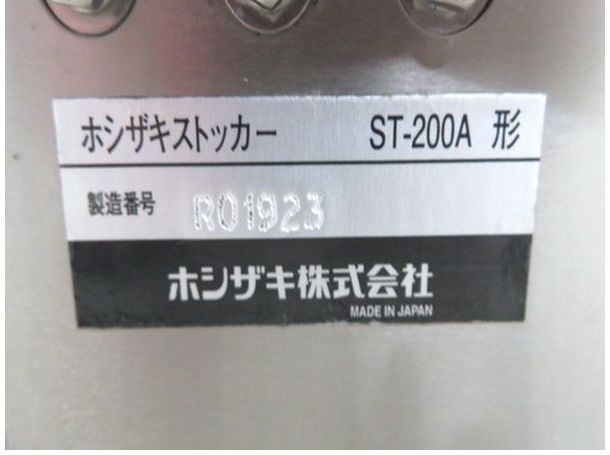 ホシザキストッカー ST-200A 形
製造番号 R01923
ホシザキ株式会社
MADE IN JAPAN